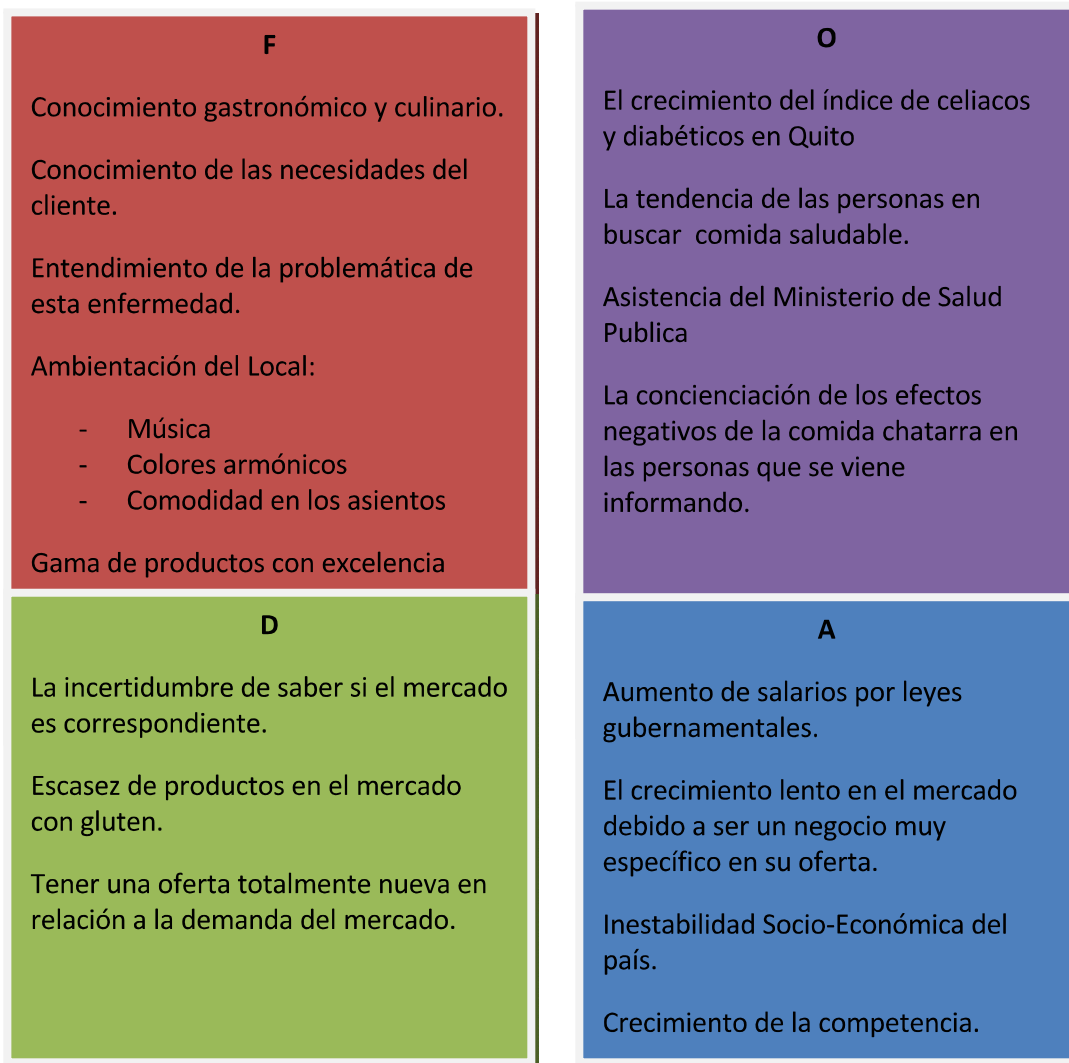 F
Conocimiento gastronómico y culinario.
Conocimiento de las necesidades del
cliente.
Entendimiento de la problemática de
esta enfermedad.
Ambientación del Local:
- Música
- Colores armónicos
- Comodidad en los asientos
Gama de productos con excelencia
O
El crecimiento del índice de celiacos
y diabéticos en Quito
La tendencia de las personas en
buscar  comida saludable.
Asistencia del Ministerio de Salud
Publica
La concienciación de los efectos
negativos de la comida chatarra en
las personas que se viene
informando.
D
La incertidumbre de saber si el mercado
es correspondiente.
Escasez de productos en el mercado
con gluten.
Tener una oferta totalmente nueva en
relación a la demanda del mercado.
A
Aumento de salarios por leyes
gubernamentales.
El crecimiento lento en el mercado
debido a ser un negocio muy
específico en su oferta.
Inestabilidad Socio-Económica del
país.
Crecimiento de la competencia.